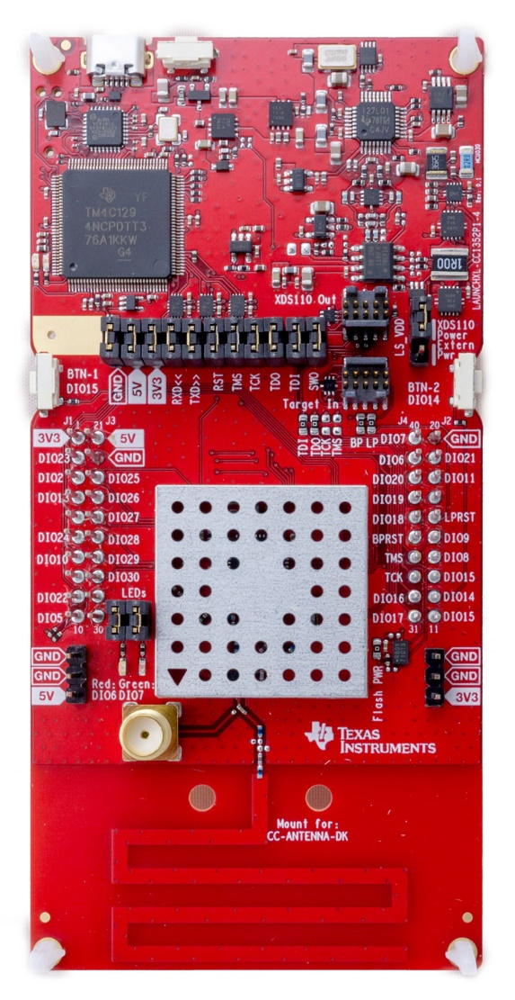 YF
TM4C129
4NCPDTT3
76A1KKW
G4
1R00
LAUNCHXL-CC1352P1
Rev: 0.1
XDS110 Out
LS_VDD
XDS110
Power
Extern
Pwr
BTN-1
DIO15
GND
5V
3V3
RXD<<
TXD>>
RST
TMS
TCK
TDO
TDI
SWO
BTN-2
DIO14
Target In
TDI
TDO
TCK
TMS
BP LP
J1 21 J3
J4 40 20 J2
3V3 5V
DIO7 GND
DIO23 GND
DIO6 DIO21
DIO25
DIO20 DIO11
DIO26
DIO19
DIO27
DIO18 LPRST
DIO24 DIO28
BPRST DIO9
DIO29
TMS DIO8
DIO30
TCK DIO15
DIO22
DIO16 DIO14
DIO5 10 30
DIO17 31 11 DIO15
LEDs
GND
GND
5V
Red: Green:
DIO6 DIO7
Flash PWR
GND
GND
3V3
TEXAS
INSTRUMENTS
Mount for:
CC-ANTENNA-DK